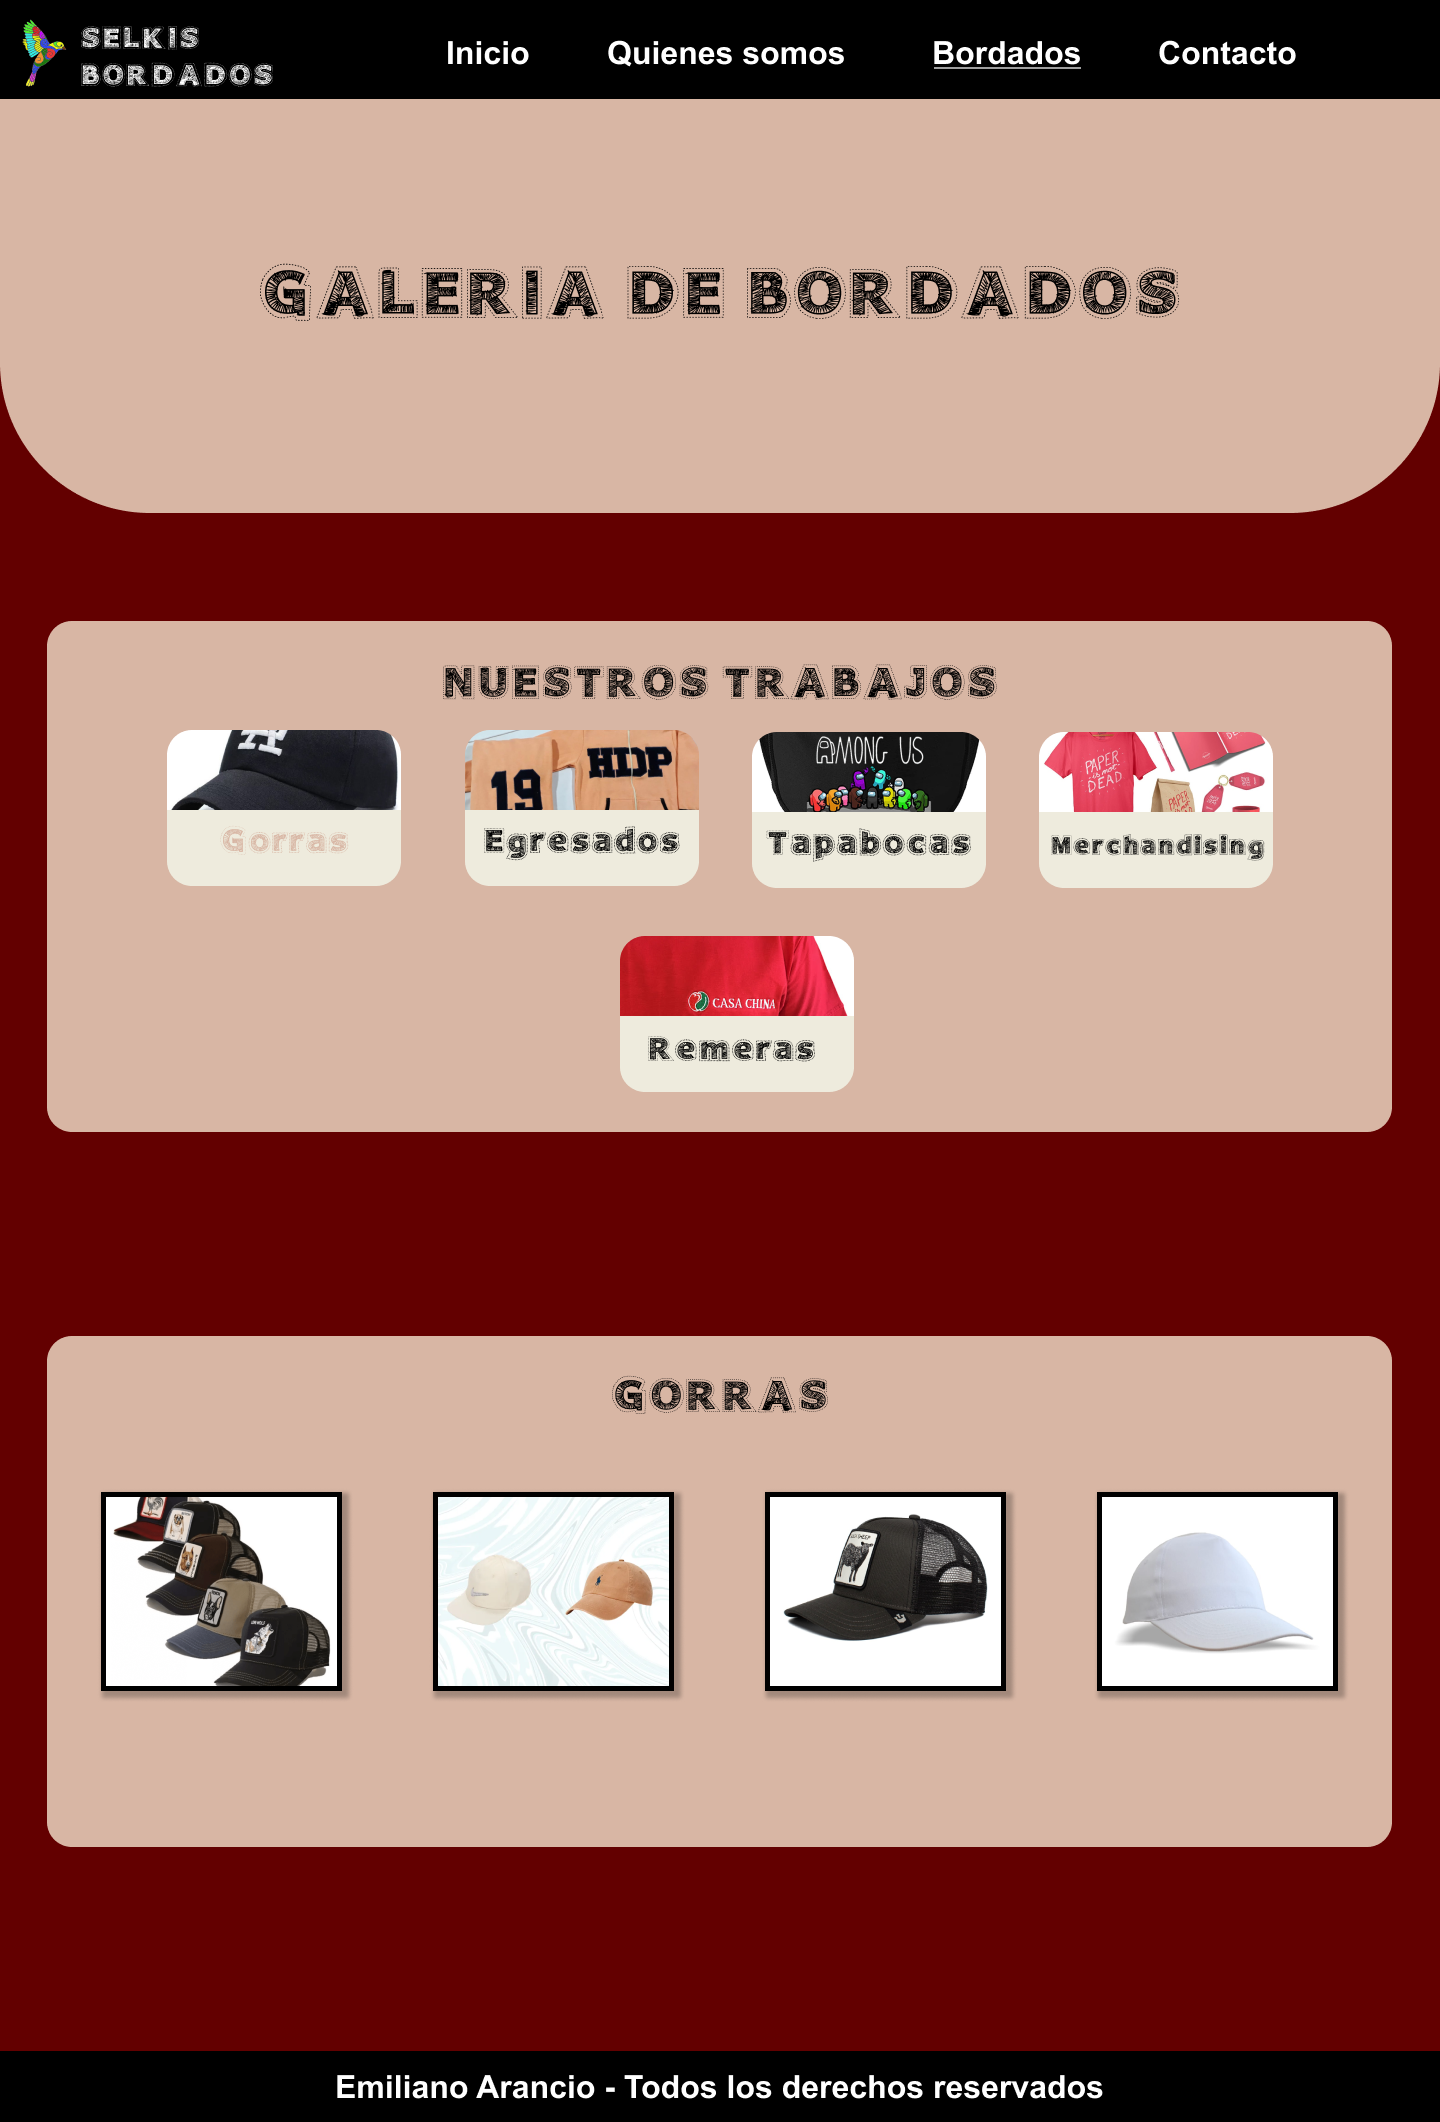 SELKIS
BORDADOS
Inicio
Quienes somos
Bordados
Contacto
GALERIA DE BORDADOS
NUESTROS TRABAJOS
19
HDP
AMONG US
PAPER
is not
DEAD
DEAD
Gorras
Egresados
Tapabocas
Merchandising
CASA CHINA
Remeras
GORRAS
Emiliano Arancio - Todos los derechos reservados